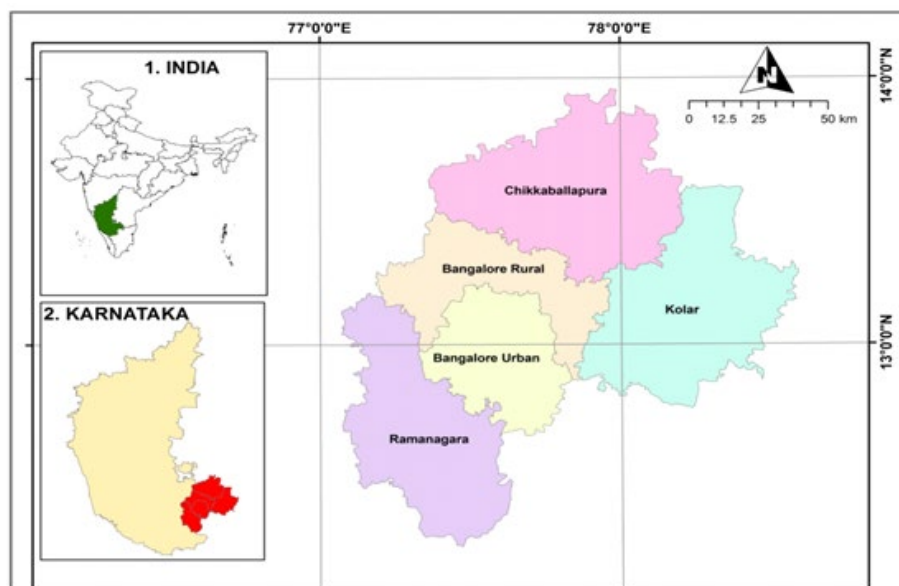 77°0'0"E
78°0'0"E
1. INDIA
N
14°0'0"N
0 12.5 25 50 km
Chikkaballapura
Bangalore Rural
Kolar
2. KARNATAKA
13°0'0"N
Bangalore Urban
Ramanagara